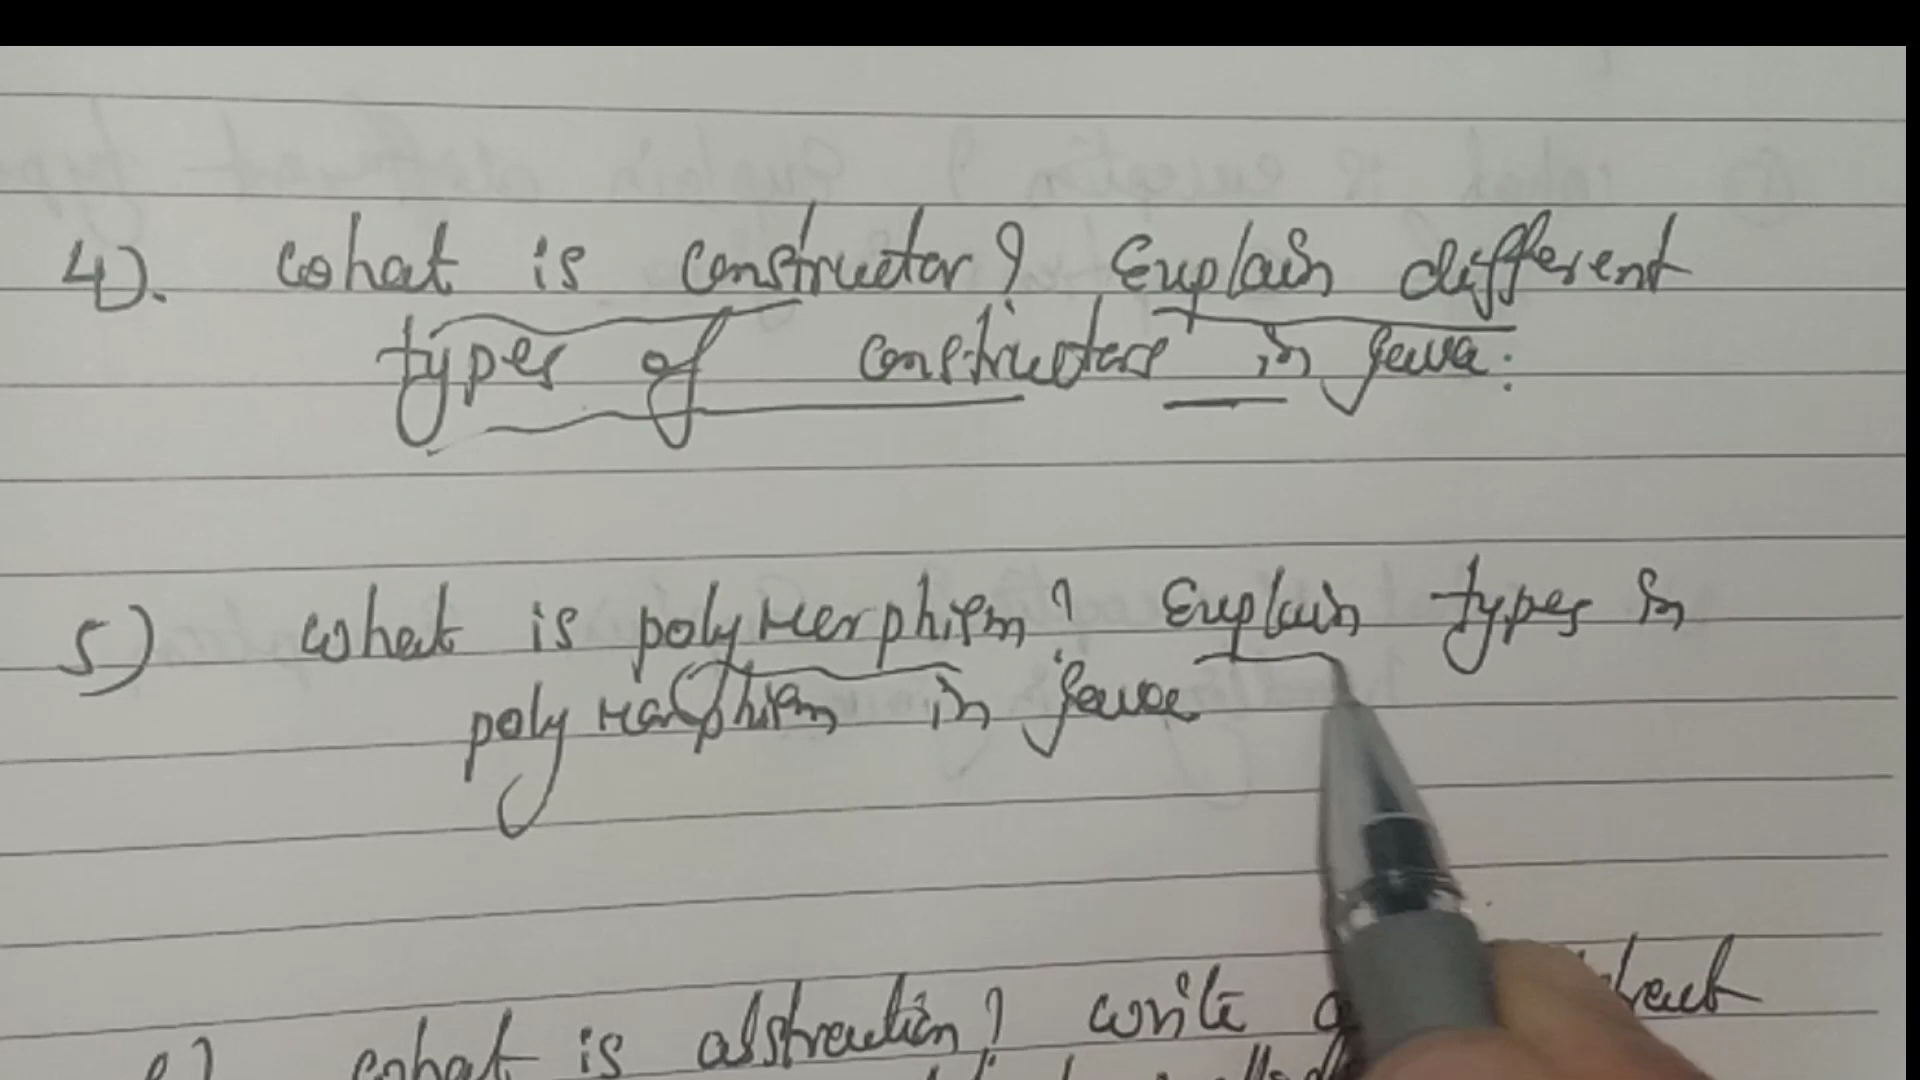 4). What is constructor? Explain different
types of constructors in java.
5) What is polymorphism? Explain types in
polymorphism in java
What is abstraction? Write a